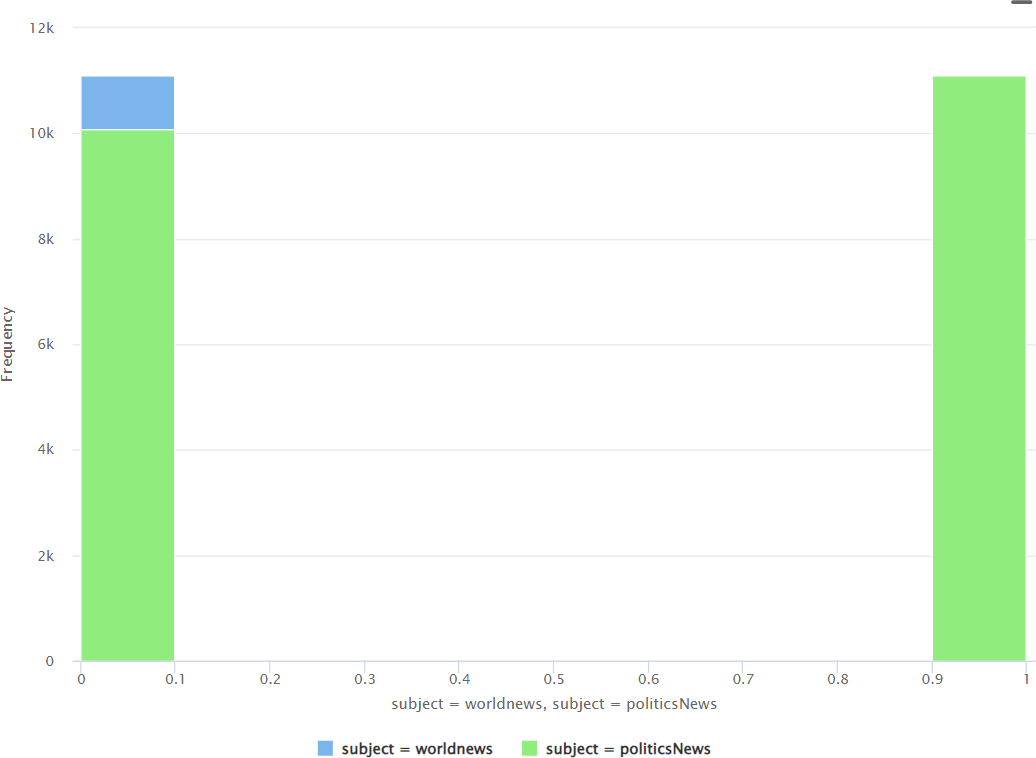 12k
10k
8k
6k
4k
2k
0
Frequency
0 0.1 0.2 0.3 0.4 0.5 0.6 0.7 0.8 0.9 1
subject = worldnews, subject = politicsNews
subject = worldnews subject = politicsNews